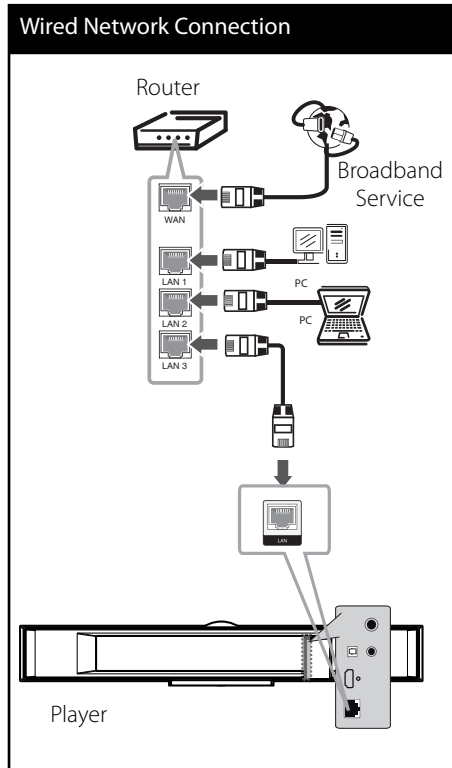 Wired Network Connection
Router
Broadband
Service
WAN
LAN 1
PC
LAN 2
PC
LAN 3
LAN
Player